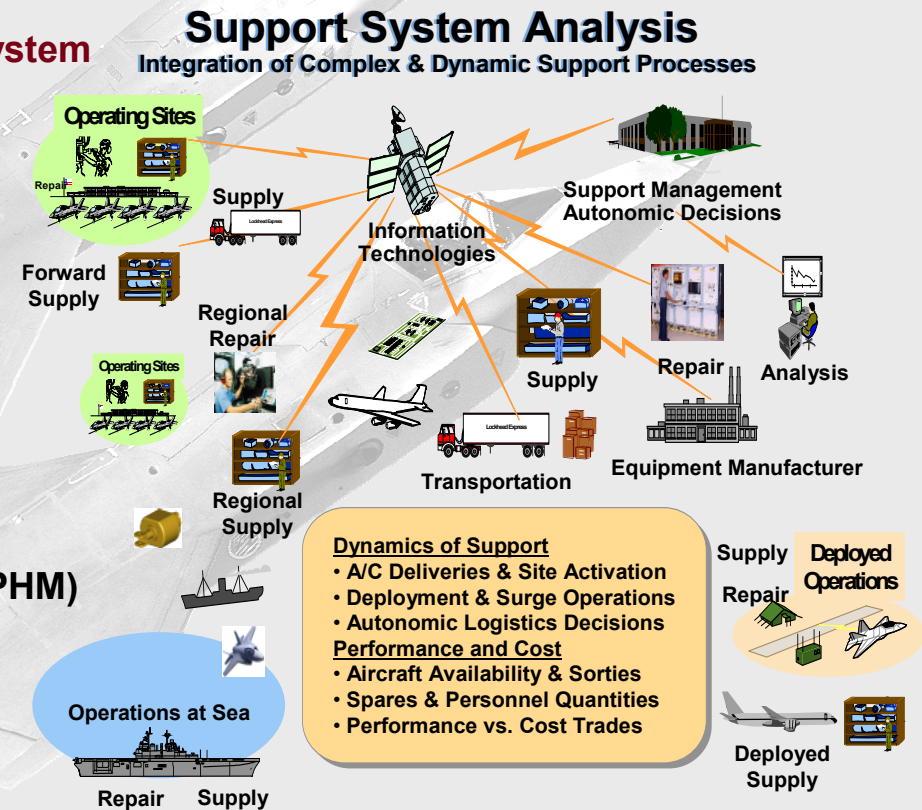 ystem
Support System Analysis
Integration of Complex & Dynamic Support Processes
Operating Sites
Repair
Supply
Lockheed Express
Forward
Supply
Information
Technologies
Support Management
Autonomic Decisions
Regional
Repair
Operating Sites
Supply
Repair
Analysis
Lockheed Express
Transportation
Equipment Manufacturer
Regional
Supply
PHM)
Dynamics of Support
• A/C Deliveries & Site Activation
• Deployment & Surge Operations
• Autonomic Logistics Decisions
Performance and Cost
• Aircraft Availability & Sorties
• Spares & Personnel Quantities
• Performance vs. Cost Trades
Supply
Repair
Deployed
Operations
Operations at Sea
Repair Supply
Deployed
Supply